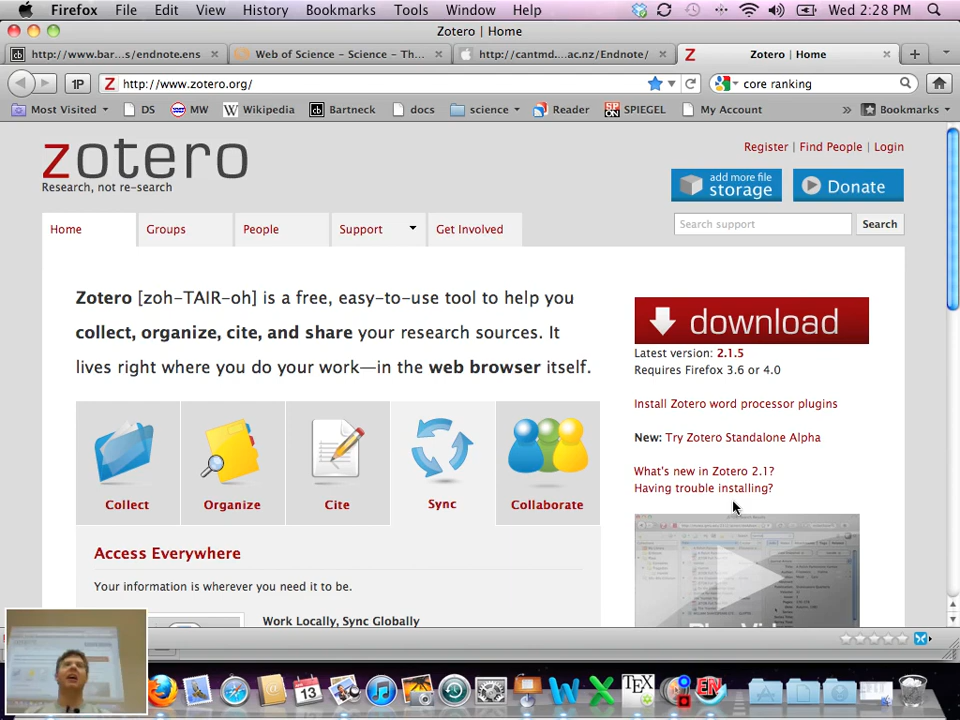 Firefox File Edit View History Bookmarks Tools Window Help Wed 2:28 PM
Zotero | Home
http://www.bar...s/endnote.ens Web of Science – Science – Th... http://cantmd....ac.nz/Endnote/ Zotero | Home
1P http://www.zotero.org/ core ranking
Most Visited DS MW Wikipedia cb Bartneck docs science Reader SPIEGEL My Account » Bookmarks
zotero
Research, not re-search
Register | Find People | Login
add more file
storage
Donate
Search support Search
Home Groups People Support Get Involved
Zotero [zoh-TAIR-oh] is a free, easy-to-use tool to help you
collect, organize, cite, and share your research sources. It
lives right where you do your work—in the web browser itself.
download
Latest version: 2.1.5
Requires Firefox 3.6 or 4.0
Install Zotero word processor plugins
New: Try Zotero Standalone Alpha
What's new in Zotero 2.1?
Having trouble installing?
Collect Organize Cite Sync Collaborate
Access Everywhere
Your information is wherever you need it to be.
Work Locally, Sync Globally
13
TEX
EN